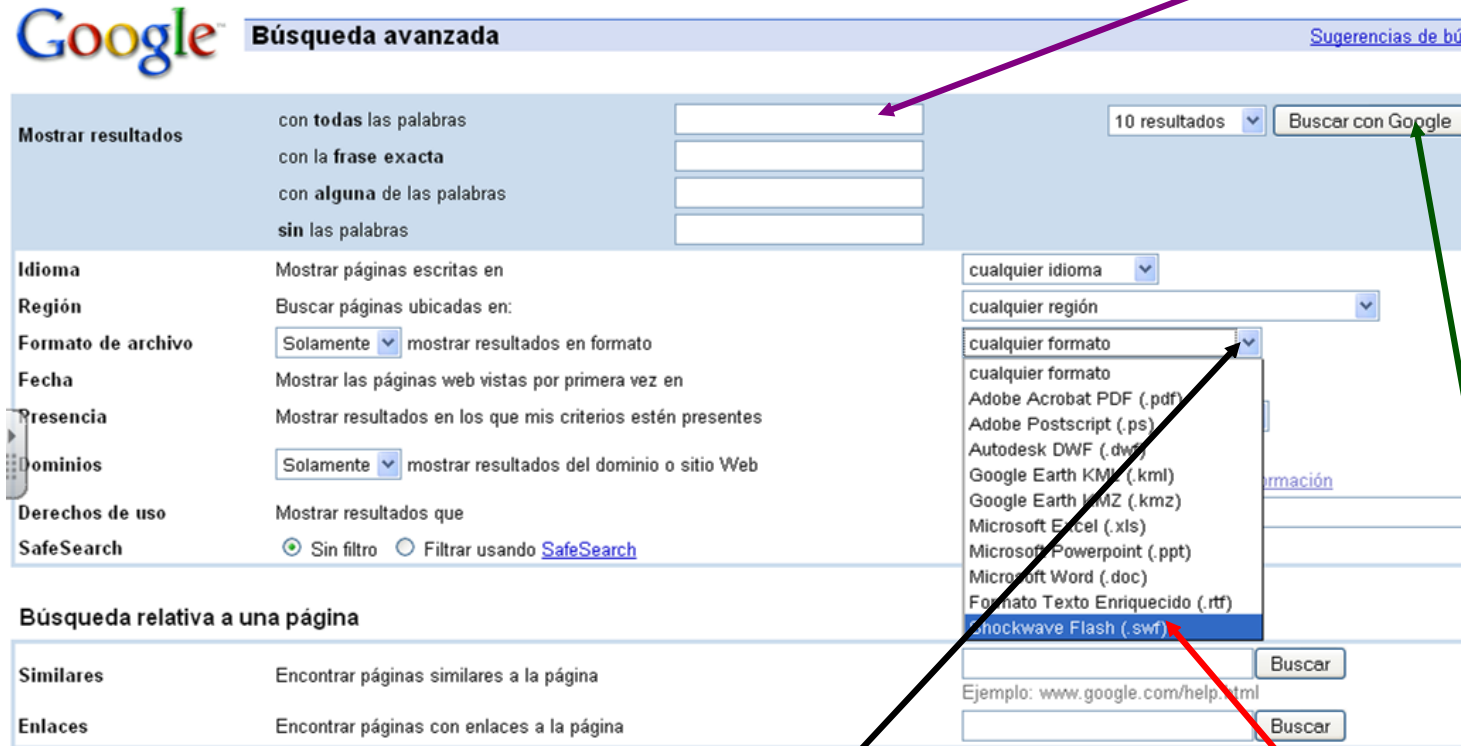 Google Búsqueda avanzada Sugerencias de bú
Mostrar resultados
con todas las palabras 10 resultados Buscar con Google
con la frase exacta
con alguna de las palabras
sin las palabras
Idioma Mostrar páginas escritas en cualquier idioma
Región Buscar páginas ubicadas en: cualquier región
Formato de archivo Solamente mostrar resultados en formato cualquier formato
cualquier formato
Adobe Acrobat PDF (.pdf)
Adobe Postscript (.ps)
Autodesk DWF (.dwf)
Google Earth KML (.kml)
Google Earth KMZ (.kmz)
Microsoft Excel (.xls)
Microsoft Powerpoint (.ppt)
Microsoft Word (.doc)
Formato Texto Enriquecido (.rtf)
Shockwave Flash (.swf)
Fecha Mostrar las páginas web vistas por primera vez en
Presencia Mostrar resultados en los que mis criterios estén presentes
Dominios Solamente mostrar resultados del dominio o sitio Web
ormación
Derechos de uso Mostrar resultados que
SafeSearch Sin filtro Filtrar usando SafeSearch
Búsqueda relativa a una página
Similares Encontrar páginas similares a la página Buscar
Ejemplo: www.google.com/help.html
Enlaces Encontrar páginas con enlaces a la página Buscar